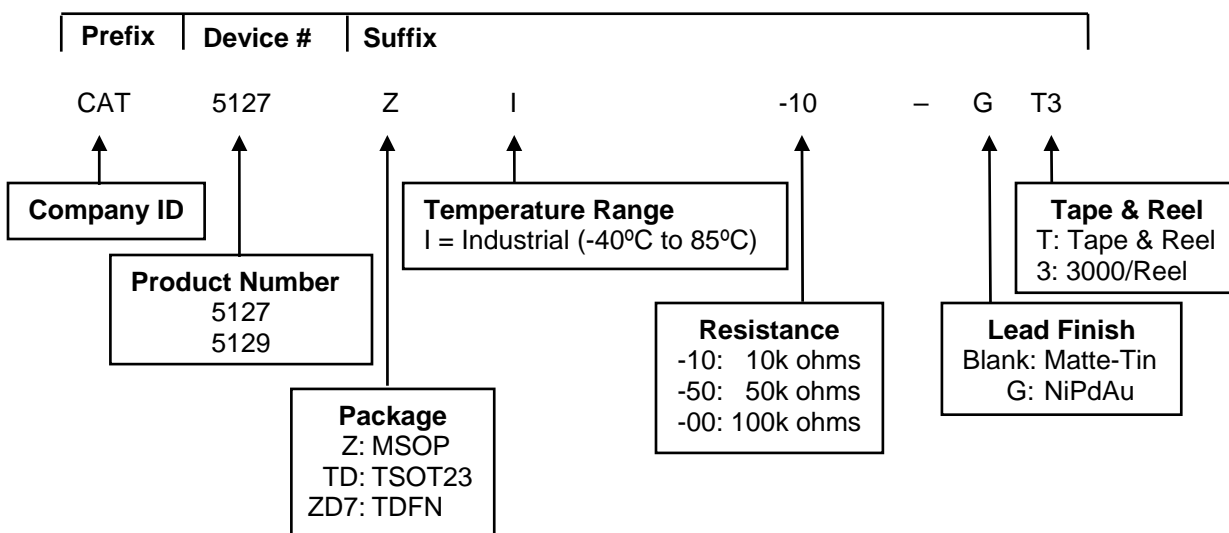 Prefix Device # Suffix
CAT 5127 Z I -10 – G T3
Company ID
Temperature Range
I = Industrial (-40ºC to 85ºC)
Tape & Reel
T: Tape & Reel
3: 3000/Reel
Product Number
5127
5129
Resistance
-10: 10k ohms
-50: 50k ohms
-00: 100k ohms
Lead Finish
Blank: Matte-Tin
G: NiPdAu
Package
Z: MSOP
TD: TSOT23
ZD7: TDFN